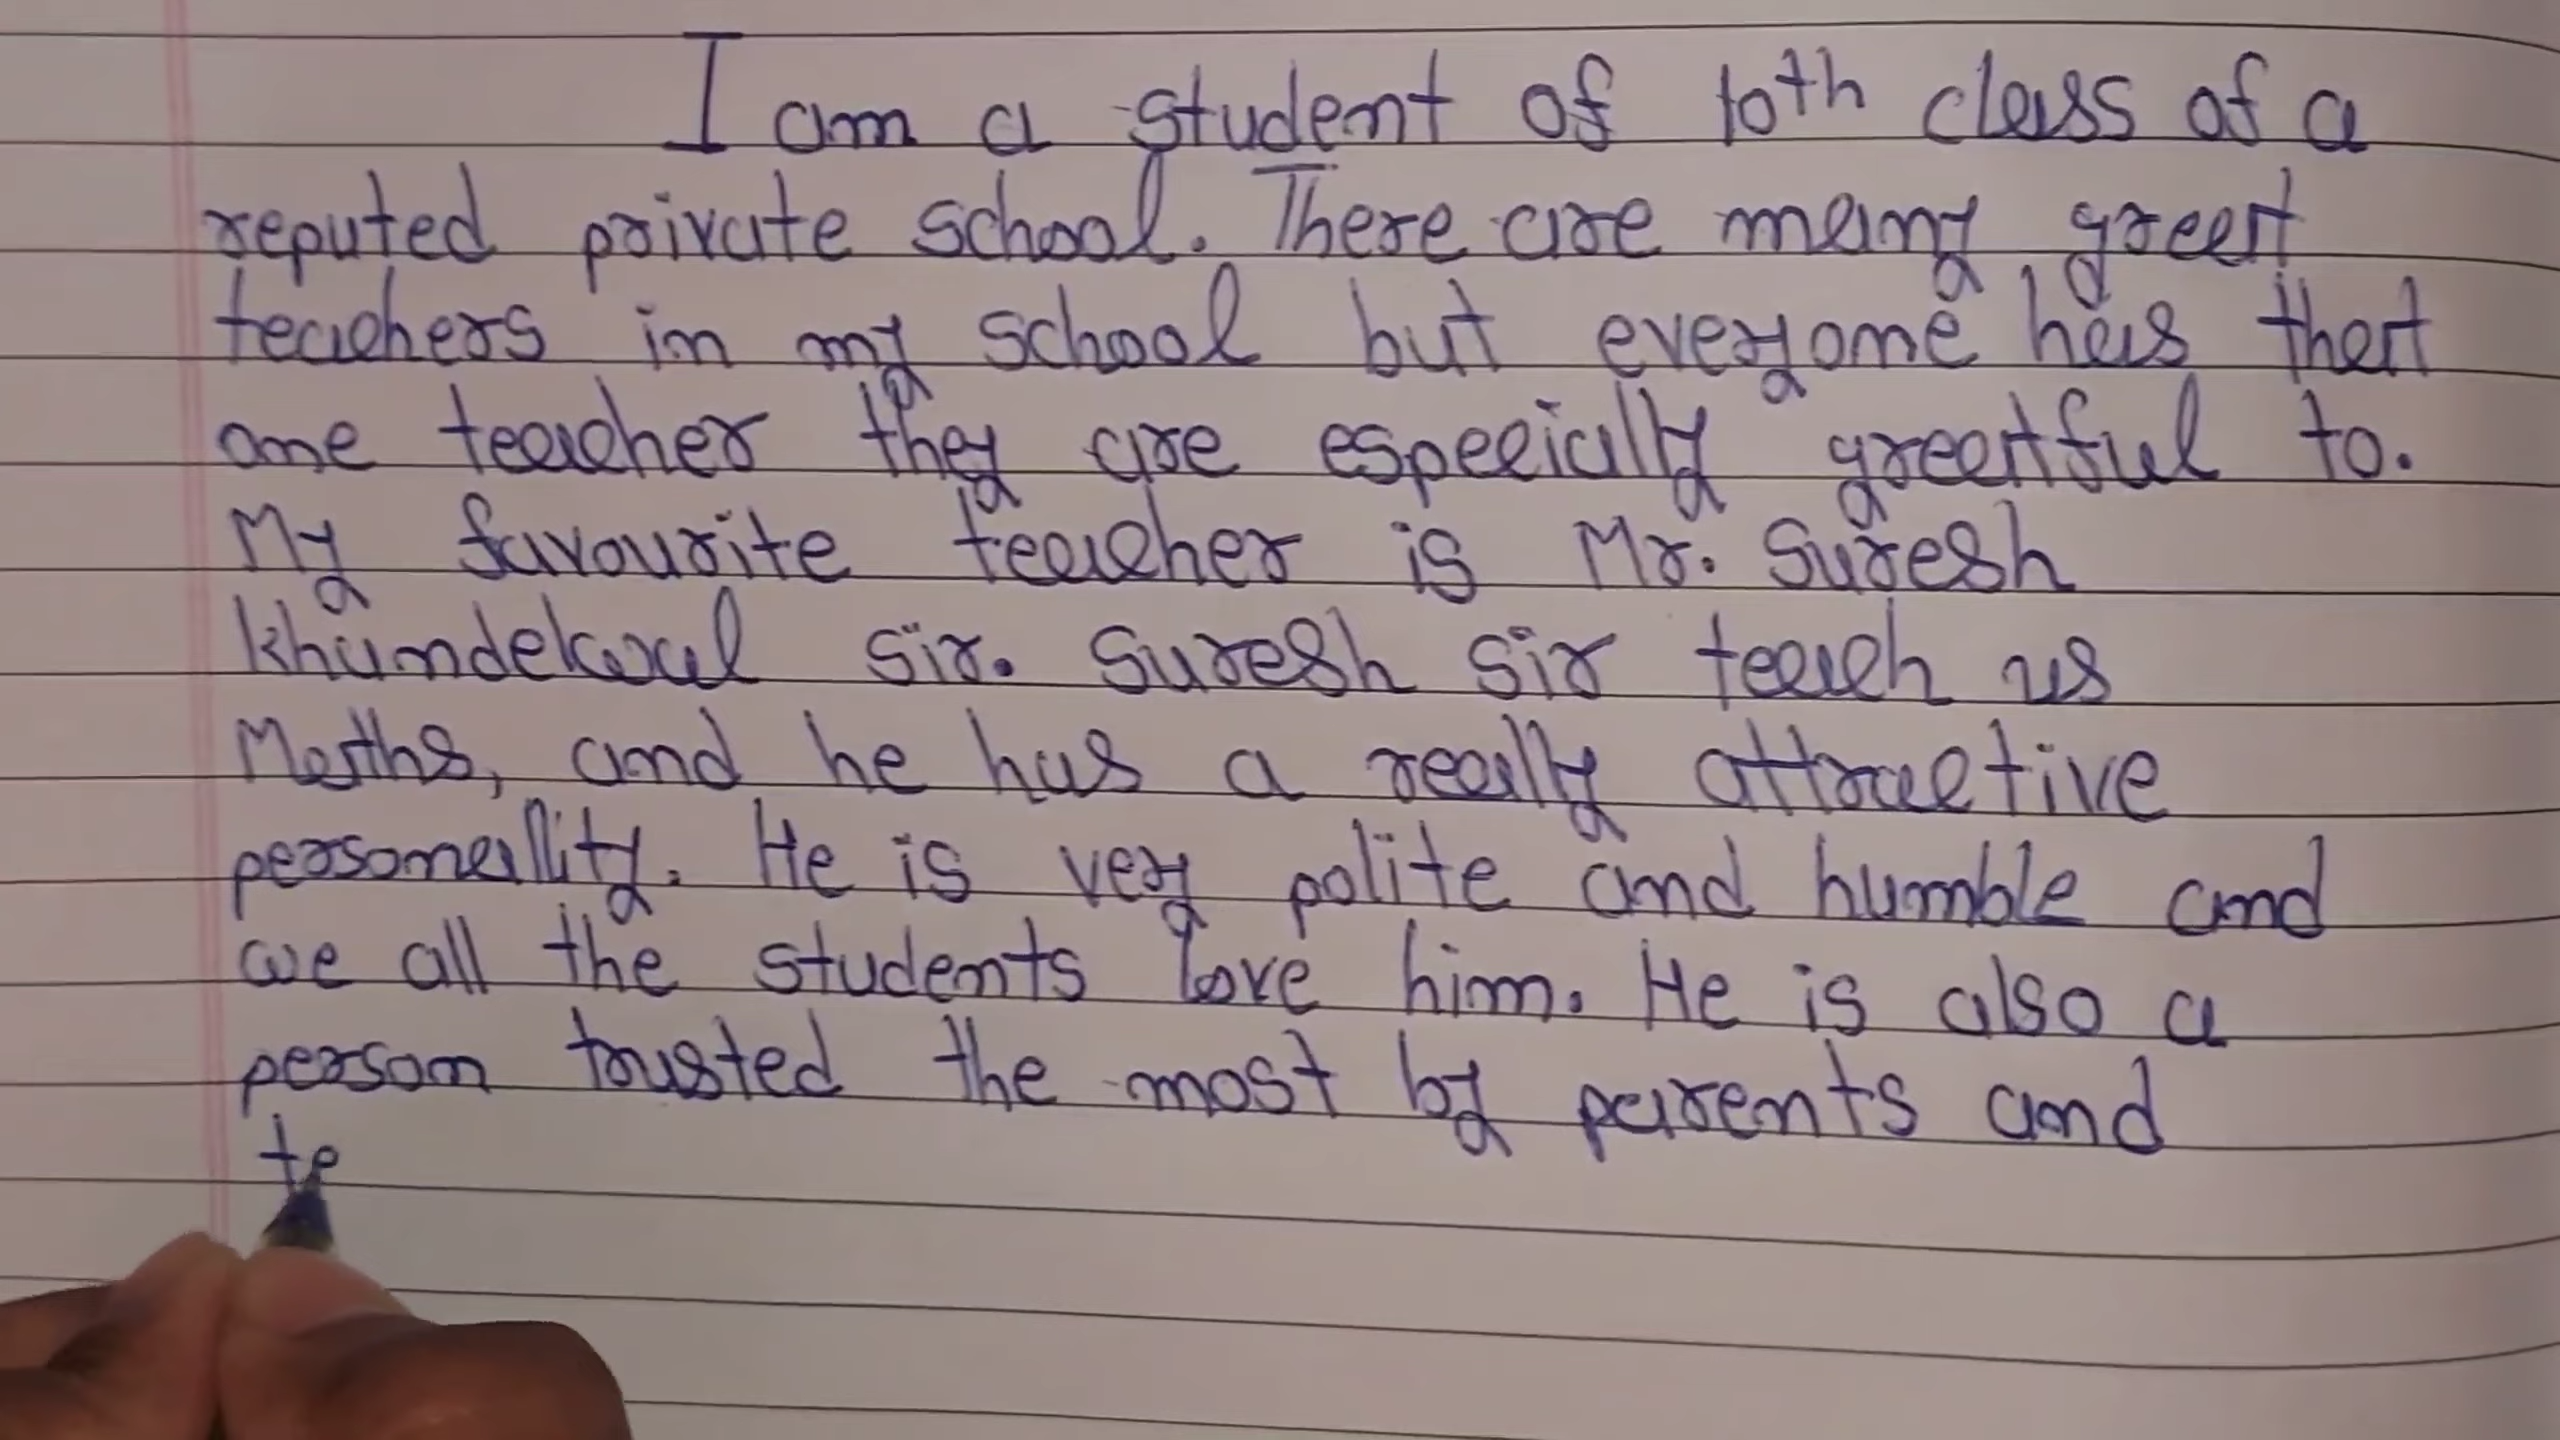 I am a student of 10th class of a
reputed private school. There are many great
teachers in my school but everyone has that
one teacher they are especially greatful to.
My favourite teacher is Mr. Suresh
khandekwal sir. Suresh sir teach us
Maths, and he has a really attractive
personallity. He is very polite and humble and
we all the students love him. He is also a
person trusted the most by parents and
te